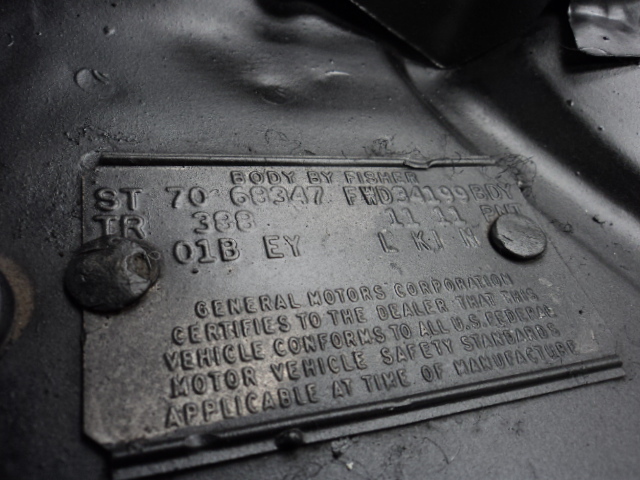 BODY BY FISHER
ST 70 68347 FWD34199 BDY
TR 388 11 11 PNT
01B EY L KI N
GENERAL MOTORS CORPORATION
CERTIFIES TO THE DEALER THAT THIS
VEHICLE CONFORMS TO ALL U.S. FEDERAL
MOTOR VEHICLE SAFETY STANDARDS
APPLICABLE AT TIME OF MANUFACTURE